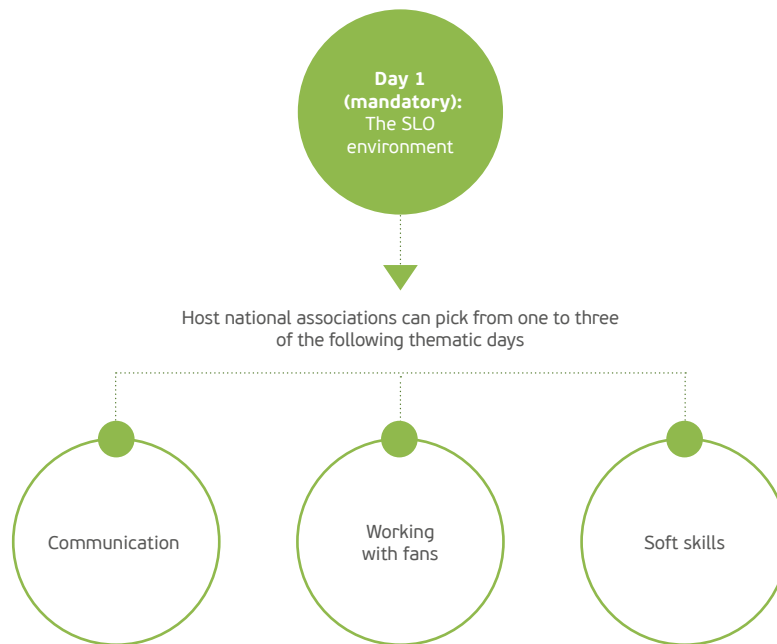 Day 1
(mandatory):
The SLO
environment
Host national associations can pick from one to three
of the following thematic days
Communication
Working
with fans
Soft skills